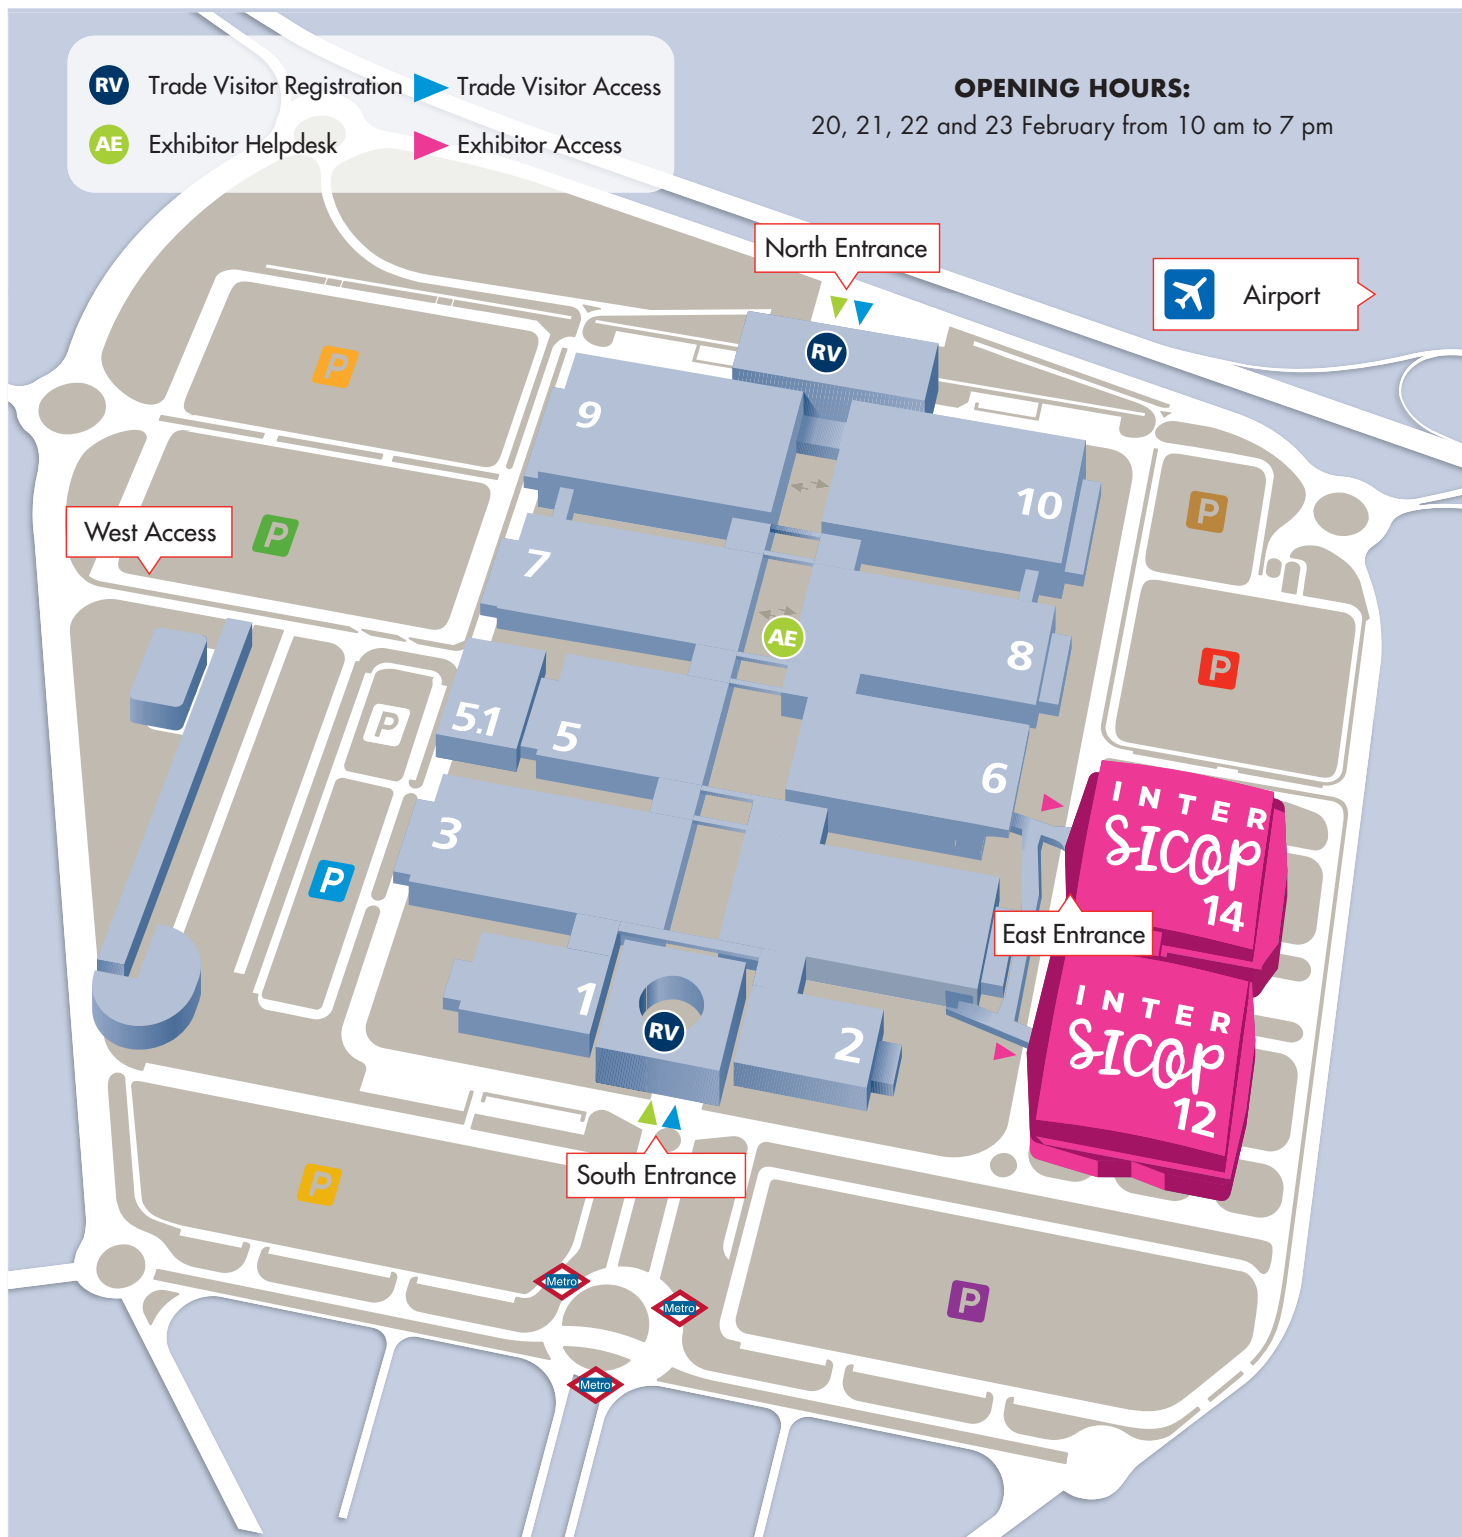 RV Trade Visitor Registration
Trade Visitor Access
AE Exhibitor Helpdesk
Exhibitor Access
OPENING HOURS:
20, 21, 22 and 23 February from 10 am to 7 pm
North Entrance
Airport
RV
P
9
10
P
West Access
P
7
AE
8
P
5.1
P
5
6
3
INTER
SICOP
14
P
East Entrance
1
RV
2
INTER
SICOP
12
South Entrance
P
Metro
Metro
P
Metro